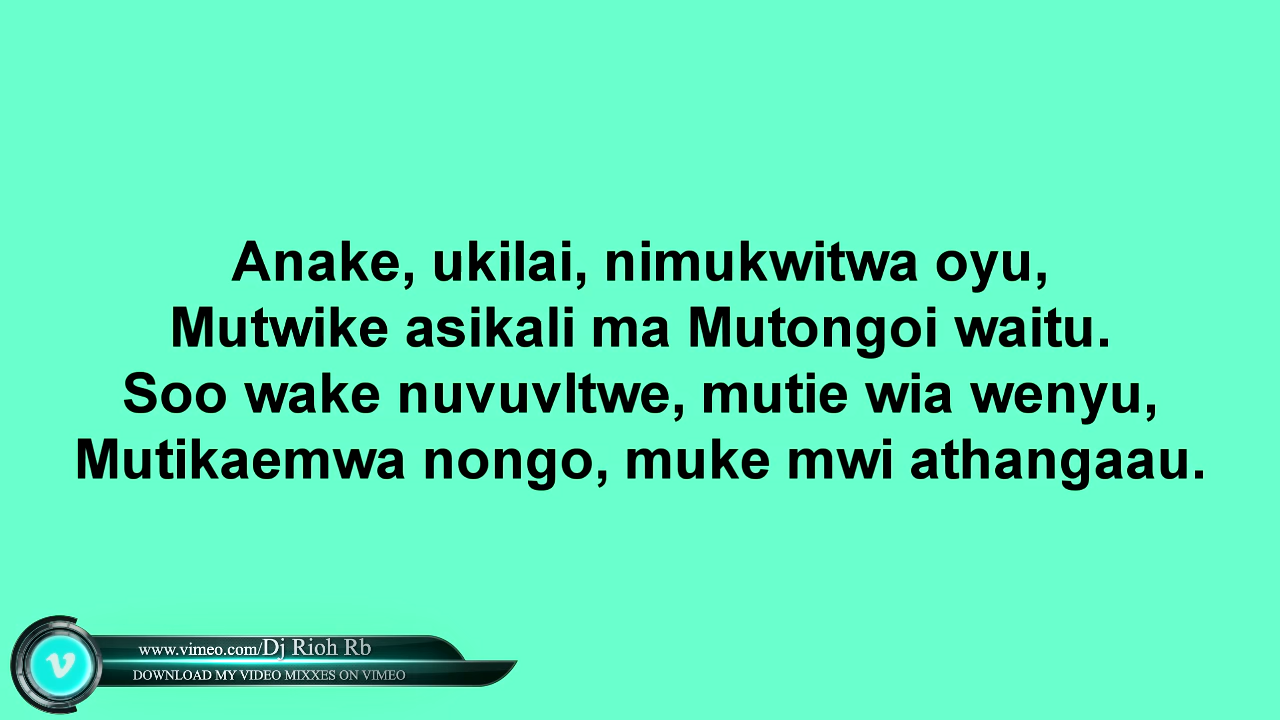 Anake, ukilai, nimukwitwa oyu,
Mutwike asikali ma Mutongoi waitu.
Soo wake nuvuvltwe, mutie wia wenyu,
Mutikaemwa nongo, muke mwi athangaau.
www.vimeo.com/Dj Rioh Rb
DOWNLOAD MY VIDEO MIXXES ON VIMEO